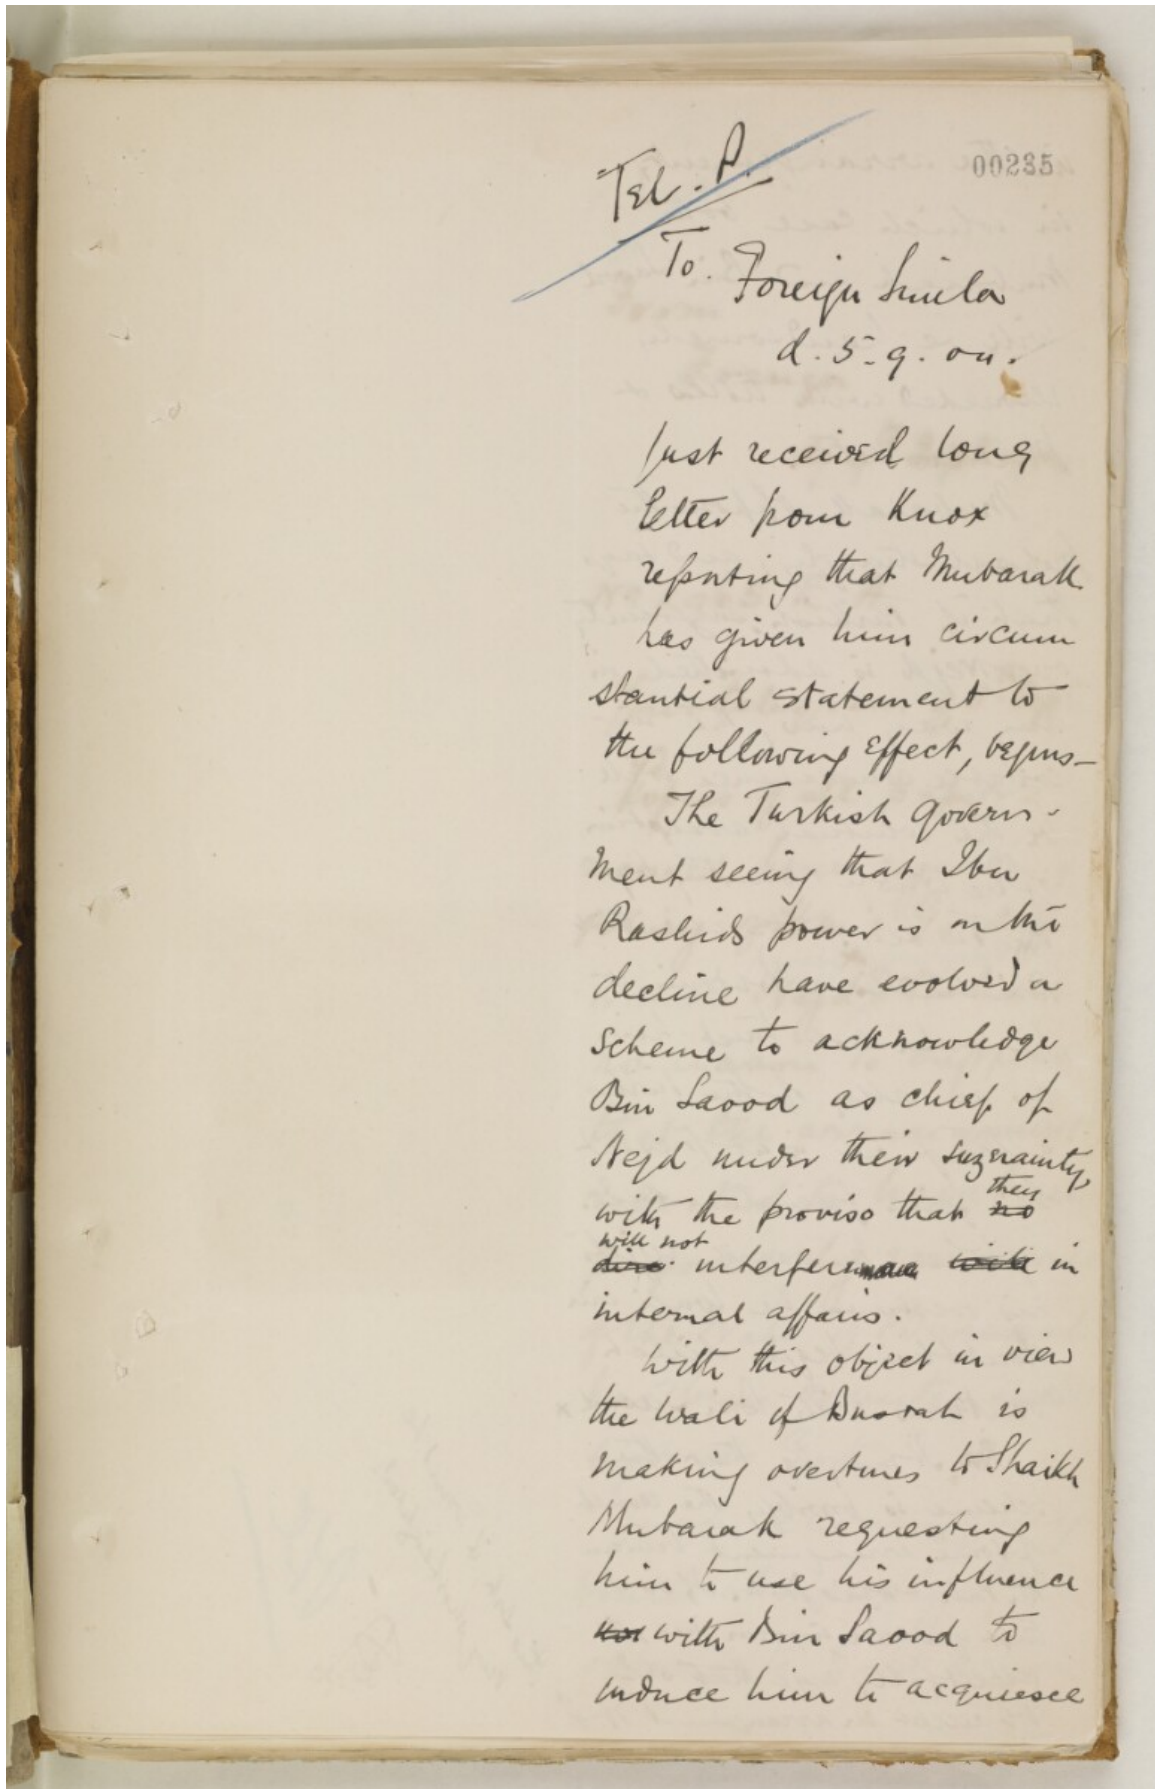 Tel. P.
00235
To. Foreign Simla
d. 5. 9. 04.
Just received long
letter from Knox
reporting that Mubarak
has given him circum
stantial statement to
the following effect, begins—
The Turkish Govern-
ment seeing that Ibn
Rashids power is on the
decline have evolved a
scheme to acknowledge
Bin Saood as chief of
Nejd under their suzerainty,
they
with the proviso that no
will not
interfere in
internal affairs.
With this object in view
the Wali of Busrah is
making overtures to Shaikh
Mubarak requesting
him to use his influence
with Bin Saood to
induce him to acquiesce